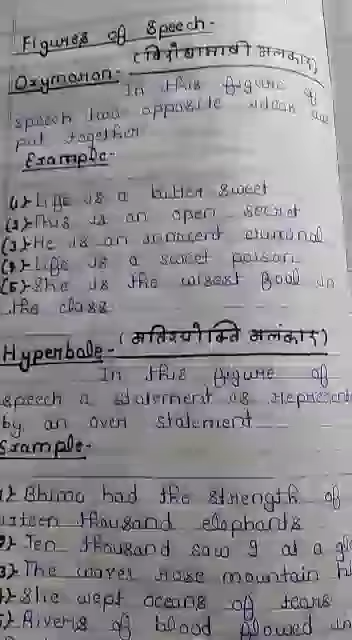 Figures of Speech-
(विरोधाभाषी अलंकार)
Oxymoron-
In this figure of
speech two opposite ideas are
put together
Example-
(1) Life is a bitter sweet
(2) This is an open secret
(3) He is an innocent criminal
(4) Life is a sweet poison
(5) She is the wisest fool in
the class
Hyperbole- (अतिशयोक्ति अलंकार)
In this figure of
speech a statement is represent
by an over statement
Example-
1) Bhima had the strength of
sixteen thousand elephants
2) Ten thousand saw I at a gl
3) The waves rose mountain h
4) She wept oceans of tears
5) Rivers of blood flowed in